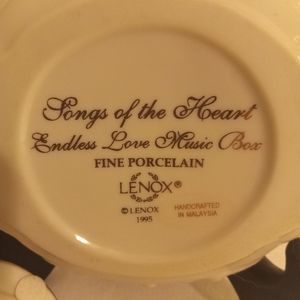 Songs of the Heart
Endless Love Music Box
FINE PORCELAIN
LENOX®
© LENOX
1995
HANDCRAFTED
IN MALAYSIA